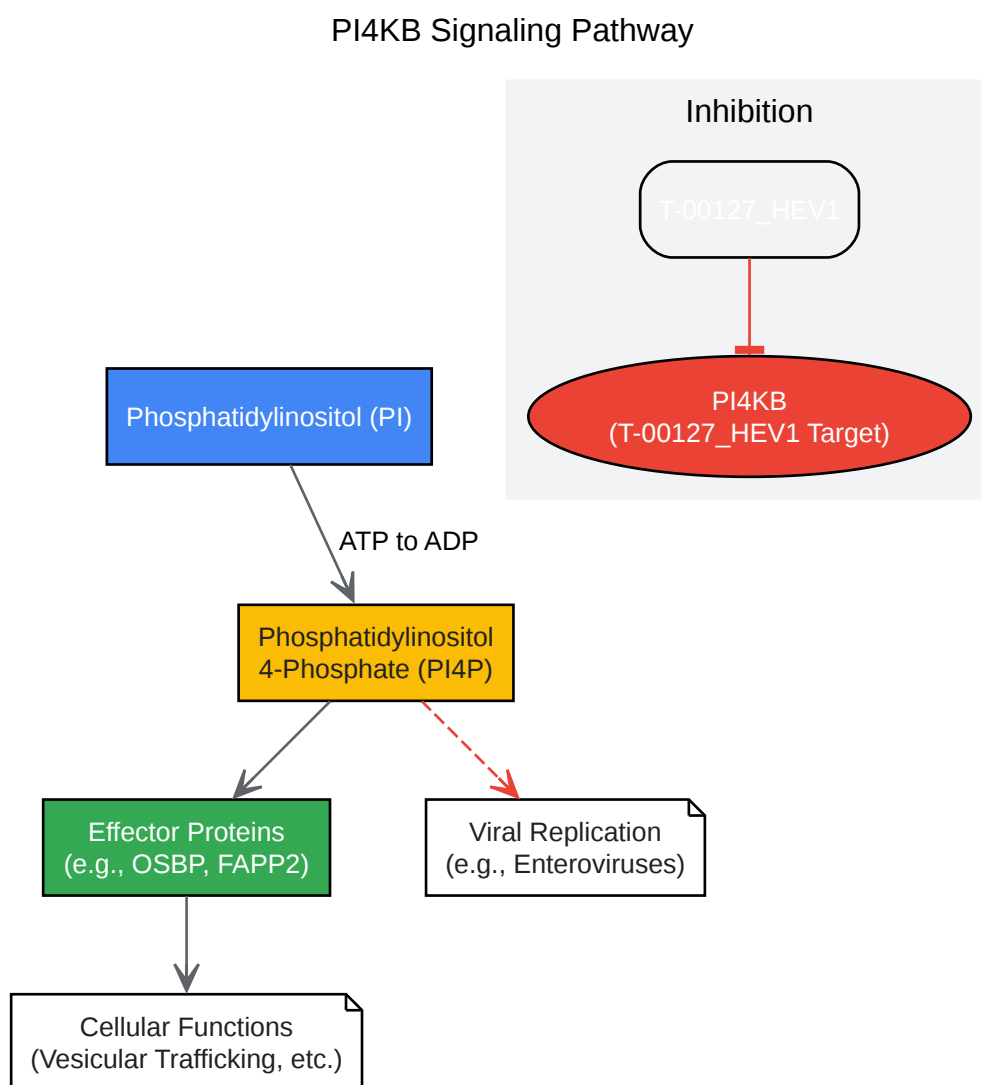 PI4KB Signaling Pathway
Inhibition
T-00127_HEV1
PI4KB
(T-00127_HEV1 Target)
Phosphatidylinositol (PI)
ATP to ADP
Phosphatidylinositol
4-Phosphate (PI4P)
Effector Proteins
(e.g., OSBP, FAPP2)
Viral Replication
(e.g., Enteroviruses)
Cellular Functions
(Vesicular Trafficking, etc.)